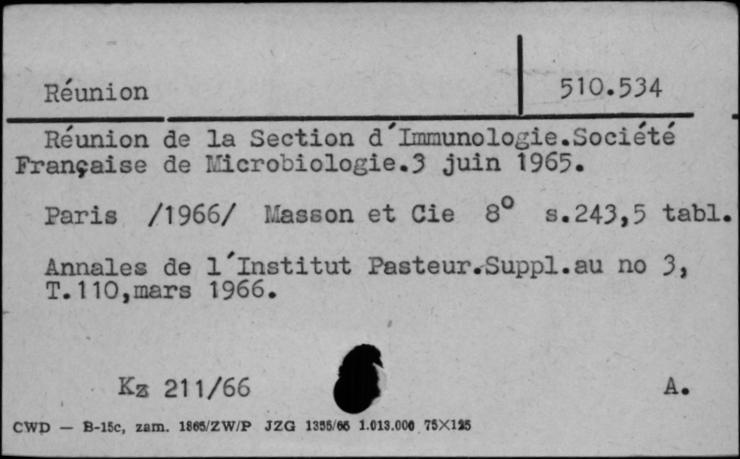 Réunion 510.534
Réunion de la Section d'Immunologie.Société
Française de Microbiologie.3 juin 1965.
Paris /1966/ Masson et Cie 8° s.243,5 tabl.
Annales de l'Institut Pasteur.Suppl.au no 3,
T.110,mars 1966.
Kz 211/66 A.
CWD — B-15c, zam. 1865/ZW/P JZG 1355/66 1.013.000 75×125